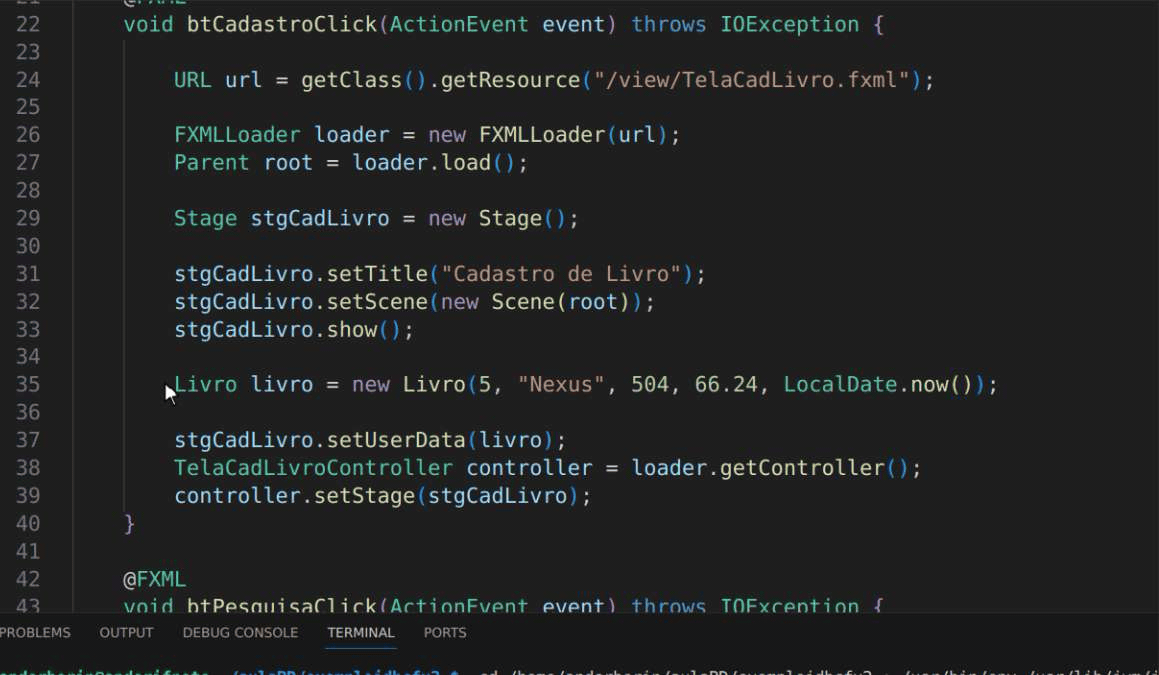 22 void btCadastroClick(ActionEvent event) throws IOException {
23
24 URL url = getClass().getResource("/view/TelaCadLivro.fxml");
25
26 FXMLLoader loader = new FXMLLoader(url);
27 Parent root = loader.load();
28
29 Stage stgCadLivro = new Stage();
30
31 stgCadLivro.setTitle("Cadastro de Livro");
32 stgCadLivro.setScene(new Scene(root));
33 stgCadLivro.show();
34
35 Livro livro = new Livro(5, "Nexus", 504, 66.24, LocalDate.now());
36
37 stgCadLivro.setUserData(livro);
38 TelaCadLivroController controller = loader.getController();
39 controller.setStage(stgCadLivro);
40 }
41
42 @FXML
43 void btPesquisaClick(ActionEvent event) throws IOException {
PROBLEMS OUTPUT DEBUG CONSOLE TERMINAL PORTS